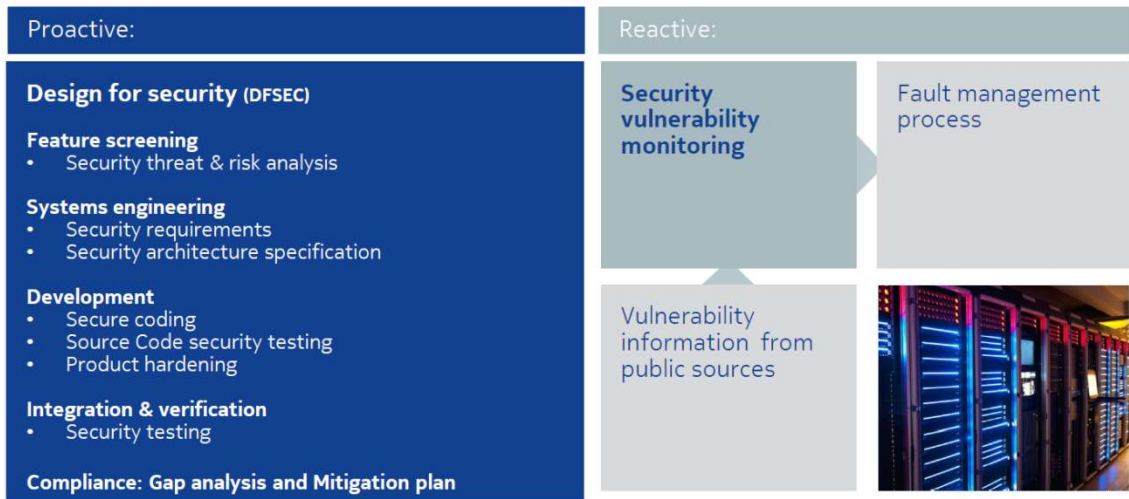 Proactive:
Design for security (DFSEC)
Feature screening
• Security threat & risk analysis
Systems engineering
• Security requirements
• Security architecture specification
Development
• Secure coding
• Source Code security testing
• Product hardening
Integration & verification
• Security testing
Compliance: Gap analysis and Mitigation plan
Reactive:
Security
vulnerability
monitoring
Fault management
process
Vulnerability
information from
public sources